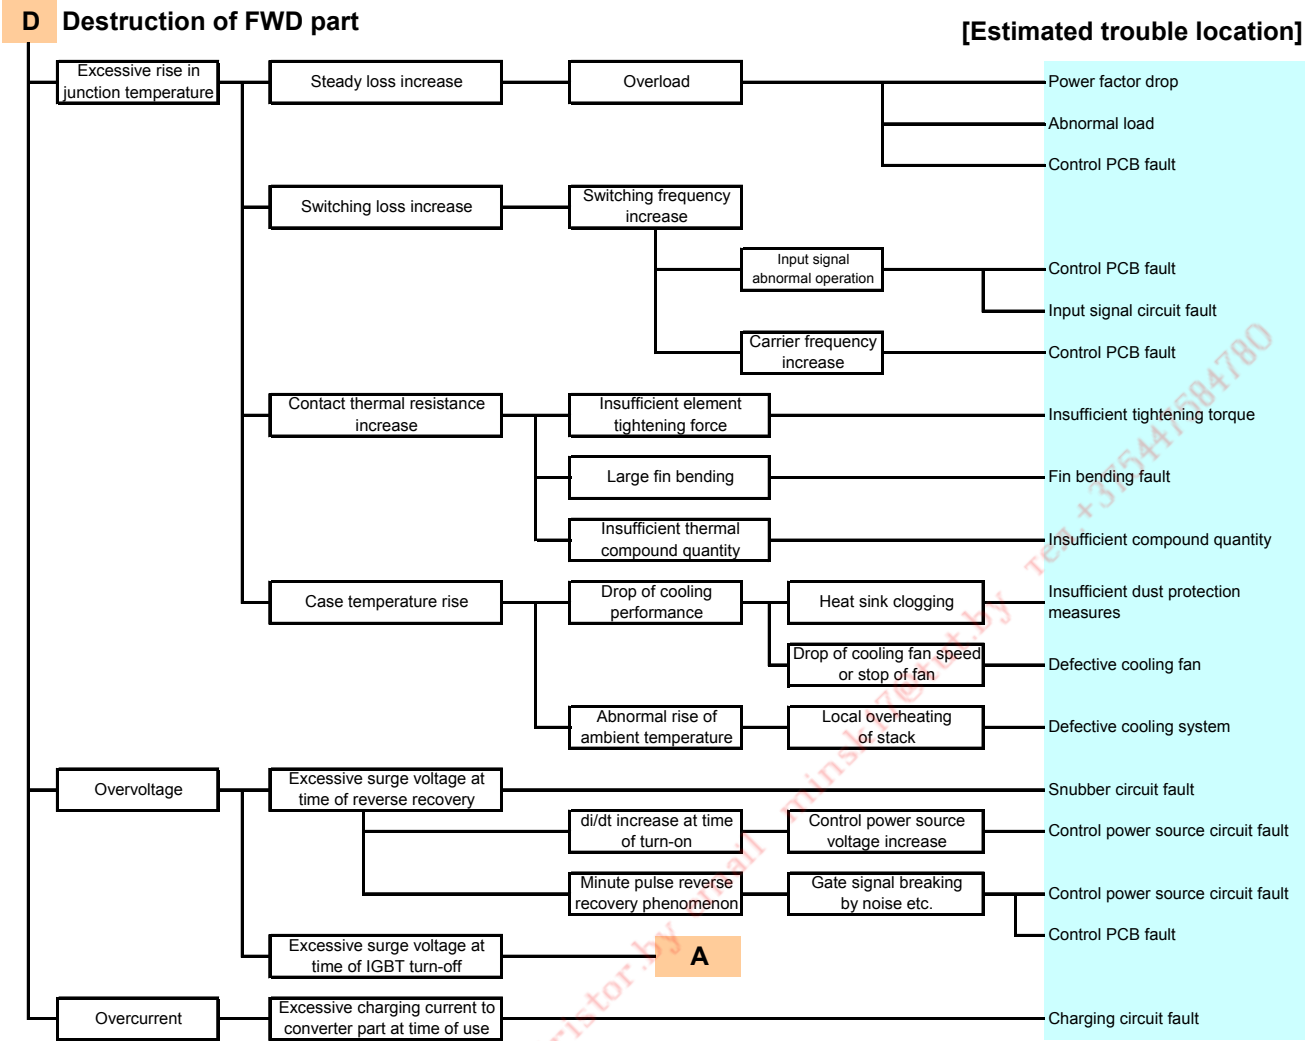 D Destruction of FWD part
[Estimated trouble location]
Excessive rise in
junction temperature
Steady loss increase
Overload
Power factor drop
Abnormal load
Control PCB fault
Switching loss increase
Switching frequency
increase
Input signal
abnormal operation
Control PCB fault
Input signal circuit fault
Carrier frequency
increase
Control PCB fault
Contact thermal resistance
increase
Insufficient element
tightening force
Insufficient tightening torque
Large fin bending
Fin bending fault
Insufficient thermal
compound quantity
Insufficient compound quantity
Case temperature rise
Drop of cooling
performance
Heat sink clogging
Insufficient dust protection
measures
Drop of cooling fan speed
or stop of fan
Defective cooling fan
Abnormal rise of
ambient temperature
Local overheating
of stack
Defective cooling system
Overvoltage
Excessive surge voltage at
time of reverse recovery
Snubber circuit fault
di/dt increase at time
of turn-on
Control power source
voltage increase
Control power source circuit fault
Minute pulse reverse
recovery phenomenon
Gate signal breaking
by noise etc.
Control power source circuit fault
Control PCB fault
Excessive surge voltage at
time of IGBT turn-off
A
Overcurrent
Excessive charging current to
converter part at time of use
Charging circuit fault
ristor.by email minsk17@tut.by тел.+375447584780